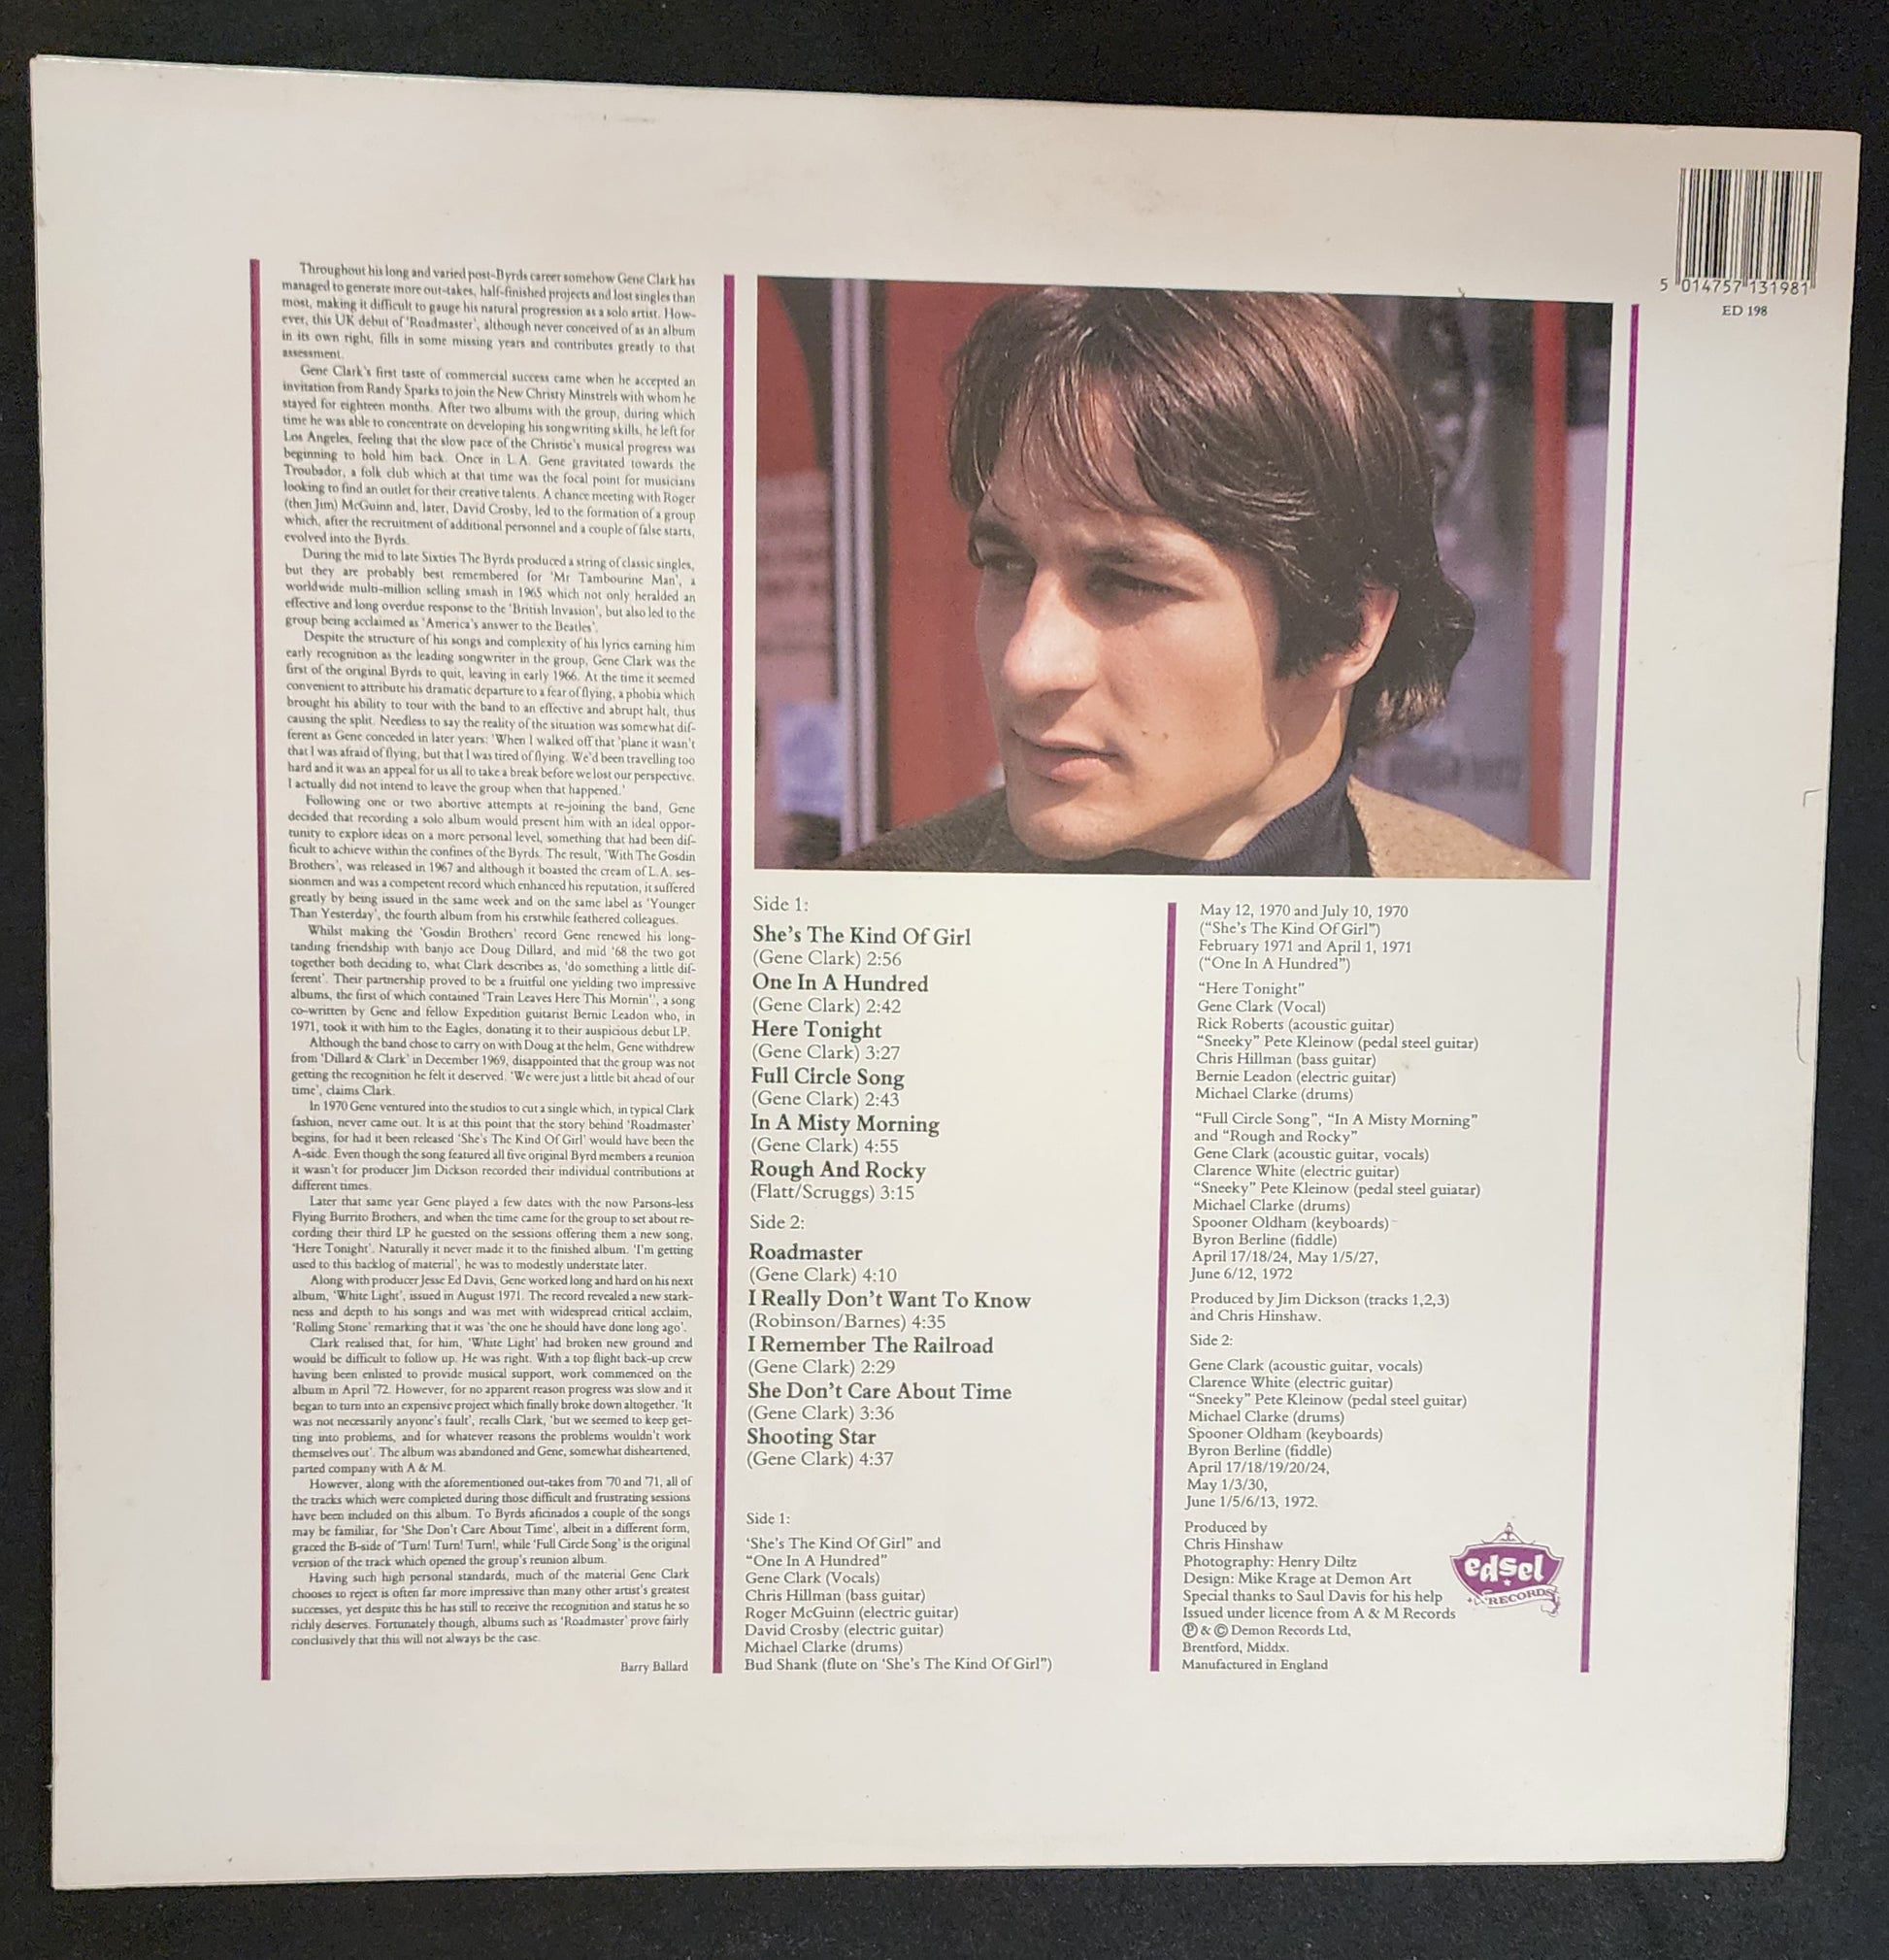 Throughout his long and varied post-Byrds career somehow Gene Clark has
managed to generate more out-takes, half-finished projects and lost singles than
most, making it difficult to gauge his natural progression as a solo artist. How-
ever, this UK debut of 'Roadmaster', although never conceived of as an album
in its own right, fills in some missing years and contributes greatly to that
assessment.
Gene Clark's first taste of commercial success came when he accepted an
invitation from Randy Sparks to join the New Christy Minstrels with whom he
stayed for eighteen months. After two albums with the group, during which
time he was able to concentrate on developing his songwriting skills, he left for
Los Angeles, feeling that the slow pace of the Christie's musical progress was
beginning to hold him back. Once in L.A. Gene gravitated towards the
Troubador, a folk club which at that time was the focal point for musicians
looking to find an outlet for their creative talents. A chance meeting with Roger
(then Jim) McGuinn and, later, David Crosby, led to the formation of a group
which, after the recruitment of additional personnel and a couple of false starts,
evolved into the Byrds.
During the mid to late Sixties The Byrds produced a string of classic singles,
but they are probably best remembered for 'Mr Tambourine Man', a
worldwide multi-million selling smash in 1965 which not only heralded an
effective and long overdue response to the 'British Invasion', but also led to the
group being acclaimed as 'America's answer to the Beatles'.
Despite the structure of his songs and complexity of his lyrics earning him
early recognition as the leading songwriter in the group, Gene Clark was the
first of the original Byrds to quit, leaving in early 1966. At the time it seemed
convenient to attribute his dramatic departure to a fear of flying, a phobia which
brought his ability to tour with the band to an effective and abrupt halt, thus
causing the split. Needless to say the reality of the situation was somewhat dif-
ferent as Gene conceded in later years: 'When I walked off that 'plane it wasn't
that I was afraid of flying, but that I was tired of flying. We'd been travelling too
hard and it was an appeal for us all to take a break before we lost our perspective.
I actually did not intend to leave the group when that happened.'
Following one or two abortive attempts at re-joining the band, Gene
decided that recording a solo album would present him with an ideal oppor-
tunity to explore ideas on a more personal level, something that had been dif-
ficult to achieve within the confines of the Byrds. The result, 'With The Gosdin
Brothers', was released in 1967 and although it boasted the cream of L.A. ses-
sionmen and was a competent record which enhanced his reputation, it suffered
greatly by being issued in the same week and on the same label as 'Younger
Than Yesterday', the fourth album from his erstwhile feathered colleagues.
Whilst making the 'Gosdin Brothers' record Gene renewed his long-
tanding friendship with banjo ace Doug Dillard, and mid '68 the two got
together both deciding to, what Clark describes as, 'do something a little dif-
ferent'. Their partnership proved to be a fruitful one yielding two impressive
albums, the first of which contained 'Train Leaves Here This Mornin'', a song
co-written by Gene and fellow Expedition guitarist Bernie Leadon who, in
1971, took it with him to the Eagles, donating it to their auspicious debut LP.
Although the band chose to carry on with Doug at the helm, Gene withdrew
from 'Dillard & Clark' in December 1969, disappointed that the group was not
getting the recognition he felt it deserved. 'We were just a little bit ahead of our
time', claims Clark.
In 1970 Gene ventured into the studios to cut a single which, in typical Clark
fashion, never came out. It is at this point that the story behind 'Roadmaster'
begins, for had it been released 'She's The Kind Of Girl' would have been the
A-side. Even though the song featured all five original Byrd members a reunion
it wasn't for producer Jim Dickson recorded their individual contributions at
different times.
Later that same year Gene played a few dates with the now Parsons-less
Flying Burrito Brothers, and when the time came for the group to set about re-
cording their third LP he guested on the sessions offering them a new song,
'Here Tonight'. Naturally it never made it to the finished album. 'I'm getting
used to this backlog of material', he was to modestly understate later.
Along with producer Jesse Ed Davis, Gene worked long and hard on his next
album, 'White Light', issued in August 1971. The record revealed a new stark-
ness and depth to his songs and was met with widespread critical acclaim,
'Rolling Stone' remarking that it was 'the one he should have done long ago'.
Clark realised that, for him, 'White Light' had broken new ground and
would be difficult to follow up. He was right. With a top flight back-up crew
having been enlisted to provide musical support, work commenced on the
album in April '72. However, for no apparent reason progress was slow and it
began to turn into an expensive project which finally broke down altogether. 'It
was not necessarily anyone's fault', recalls Clark, 'but we seemed to keep get-
ting into problems, and for whatever reasons the problems wouldn't work
themselves out'. The album was abandoned and Gene, somewhat disheartened,
parted company with A & M.
However, along with the aforementioned out-takes from '70 and '71, all of
the tracks which were completed during those difficult and frustrating sessions
have been included on this album. To Byrds aficinados a couple of the songs
may be familiar, for 'She Don't Care About Time', albeit in a different form,
graced the B-side of 'Turn! Turn! Turn!, while 'Full Circle Song' is the original
version of the track which opened the group's reunion album.
Having such high personal standards, much of the material Gene Clark
chooses to reject is often far more impressive than many other artist's greatest
successes, yet despite this he has still to receive the recognition and status he so
richly deserves. Fortunately though, albums such as 'Roadmaster' prove fairly
conclusively that this will not always be the case.
Barry Ballard
5 014757 131981
ED 198
Side 1:
She's The Kind Of Girl
(Gene Clark) 2:56
One In A Hundred
(Gene Clark) 2:42
Here Tonight
(Gene Clark) 3:27
Full Circle Song
(Gene Clark) 2:43
In A Misty Morning
(Gene Clark) 4:55
Rough And Rocky
(Flatt/Scruggs) 3:15
Side 2:
Roadmaster
(Gene Clark) 4:10
I Really Don't Want To Know
(Robinson/Barnes) 4:35
I Remember The Railroad
(Gene Clark) 2:29
She Don't Care About Time
(Gene Clark) 3:36
Shooting Star
(Gene Clark) 4:37
Side 1:
'She's The Kind Of Girl" and
"One In A Hundred"
Gene Clark (Vocals)
Chris Hillman (bass guitar)
Roger McGuinn (electric guitar)
David Crosby (electric guitar)
Michael Clarke (drums)
Bud Shank (flute on 'She's The Kind Of Girl")
May 12, 1970 and July 10, 1970
("She's The Kind Of Girl")
February 1971 and April 1, 1971
("One In A Hundred")
"Here Tonight"
Gene Clark (Vocal)
Rick Roberts (acoustic guitar)
"Sneeky" Pete Kleinow (pedal steel guitar)
Chris Hillman (bass guitar)
Bernie Leadon (electric guitar)
Michael Clarke (drums)
"Full Circle Song", "In A Misty Morning"
and "Rough and Rocky"
Gene Clark (acoustic guitar, vocals)
Clarence White (electric guitar)
"Sneeky" Pete Kleinow (pedal steel guiatar)
Michael Clarke (drums)
Spooner Oldham (keyboards)
Byron Berline (fiddle)
April 17/18/24, May 1/5/27,
June 6/12, 1972
Produced by Jim Dickson (tracks 1,2,3)
and Chris Hinshaw.
Side 2:
Gene Clark (acoustic guitar, vocals)
Clarence White (electric guitar)
"Sneeky" Pete Kleinow (pedal steel guitar)
Michael Clarke (drums)
Spooner Oldham (keyboards)
Byron Berline (fiddle)
April 17/18/19/20/24,
May 1/3/30,
June 1/5/6/13, 1972.
Produced by
Chris Hinshaw
Photography: Henry Diltz
Design: Mike Krage at Demon Art
Special thanks to Saul Davis for his help
Issued under licence from A & M Records
Ⓟ & © Demon Records Ltd,
Brentford, Middx.
Manufactured in England
edsel
RECORDS